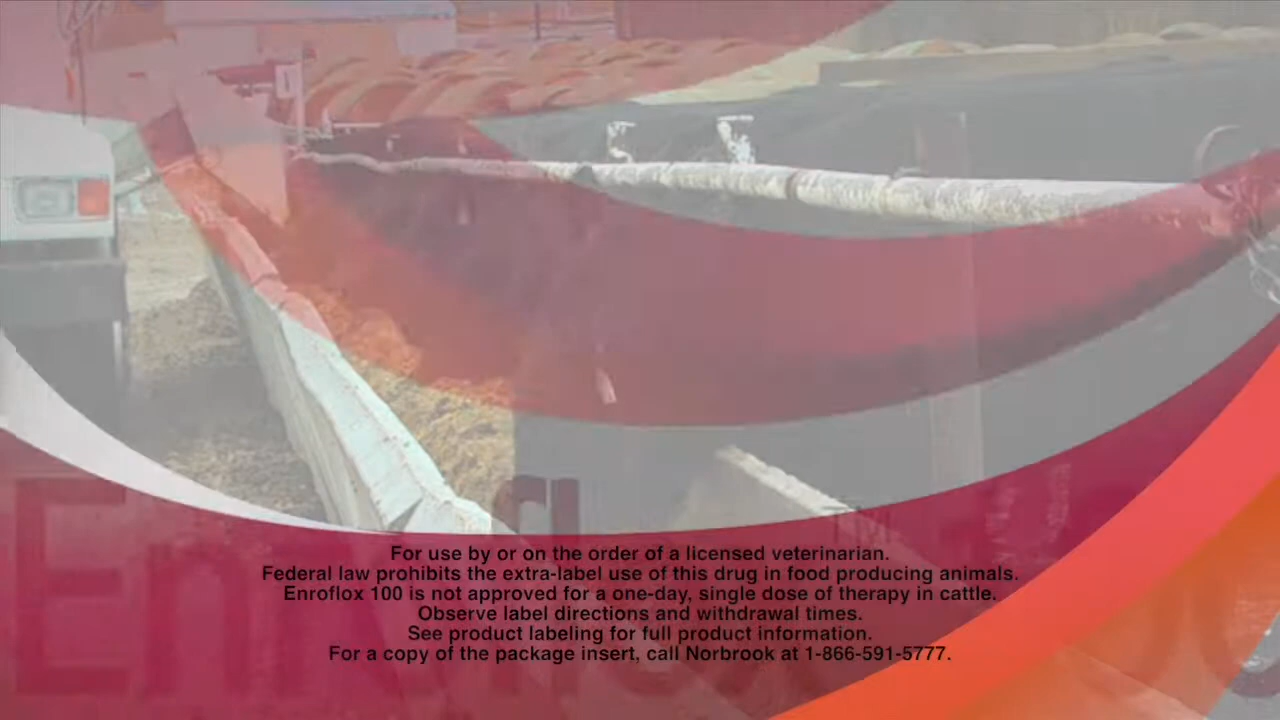 For use by or on the order of a licensed veterinarian.
Federal law prohibits the extra-label use of this drug in food producing animals.
Enroflox 100 is not approved for a one-day, single dose of therapy in cattle.
Observe label directions and withdrawal times.
See product labeling for full product information.
For a copy of the package insert, call Norbrook at 1-866-591-5777.